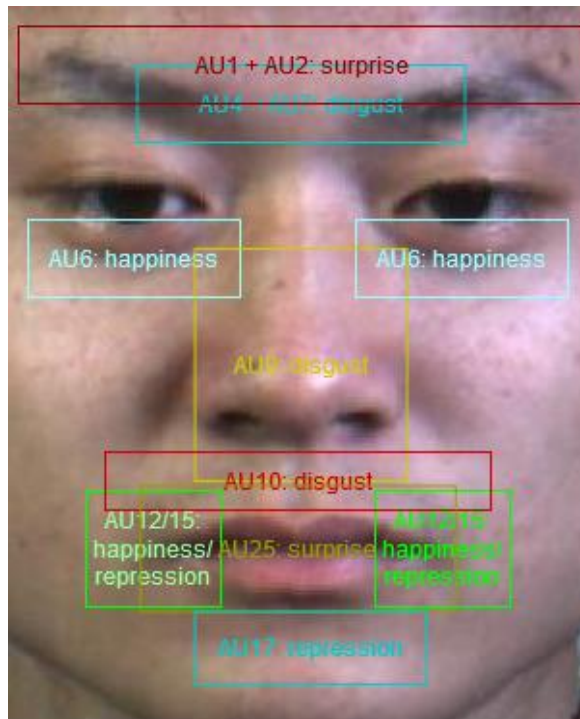 AU1 + AU2: surprise
AU4 + AU7: disgust
AU6: happiness
AU6: happiness
AU9: disgust
AU10: disgust
AU12/15:
happiness/
repression
AU25: surprise
AU12/15:
happiness/
repression
AU17: repression